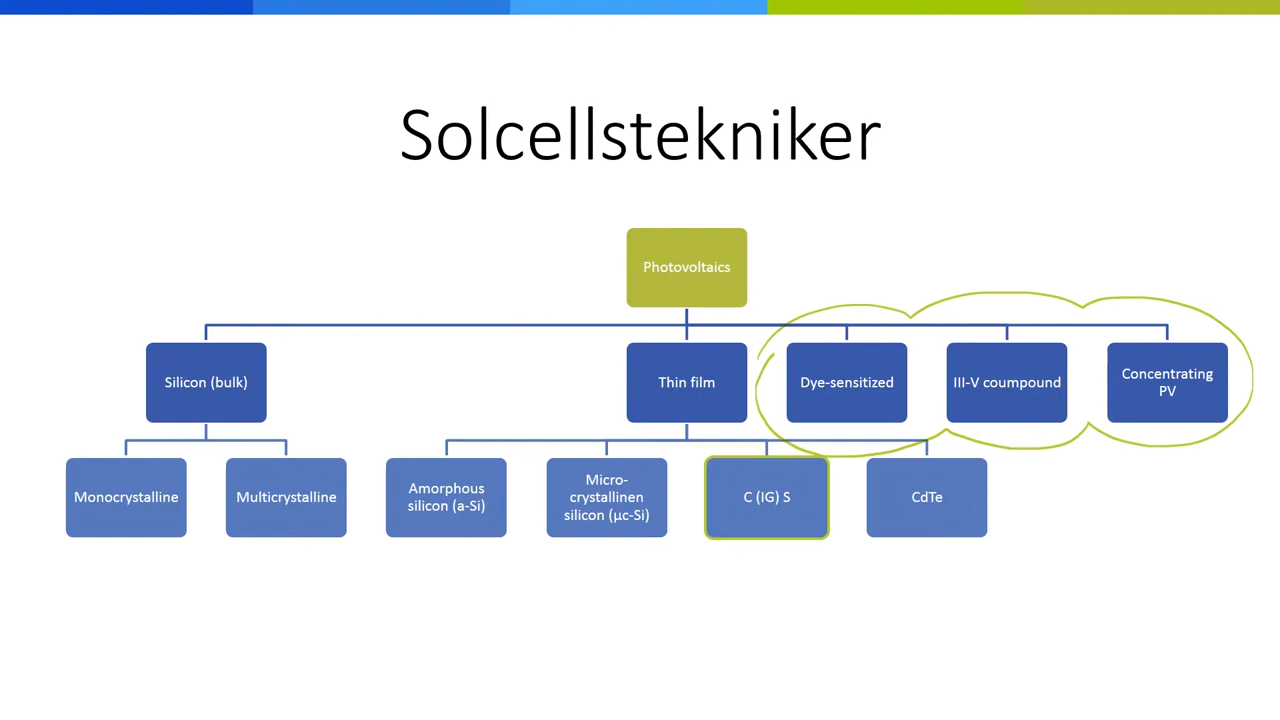 Solcellstekniker
Photovoltaics
Silicon (bulk)
Thin film
Dye-sensitized
III-V coumpound
Concentrating
PV
Monocrystalline
Multicrystalline
Amorphous
silicon (a-Si)
Micro-
crystallinen
silicon (μc-Si)
C (IG) S
CdTe